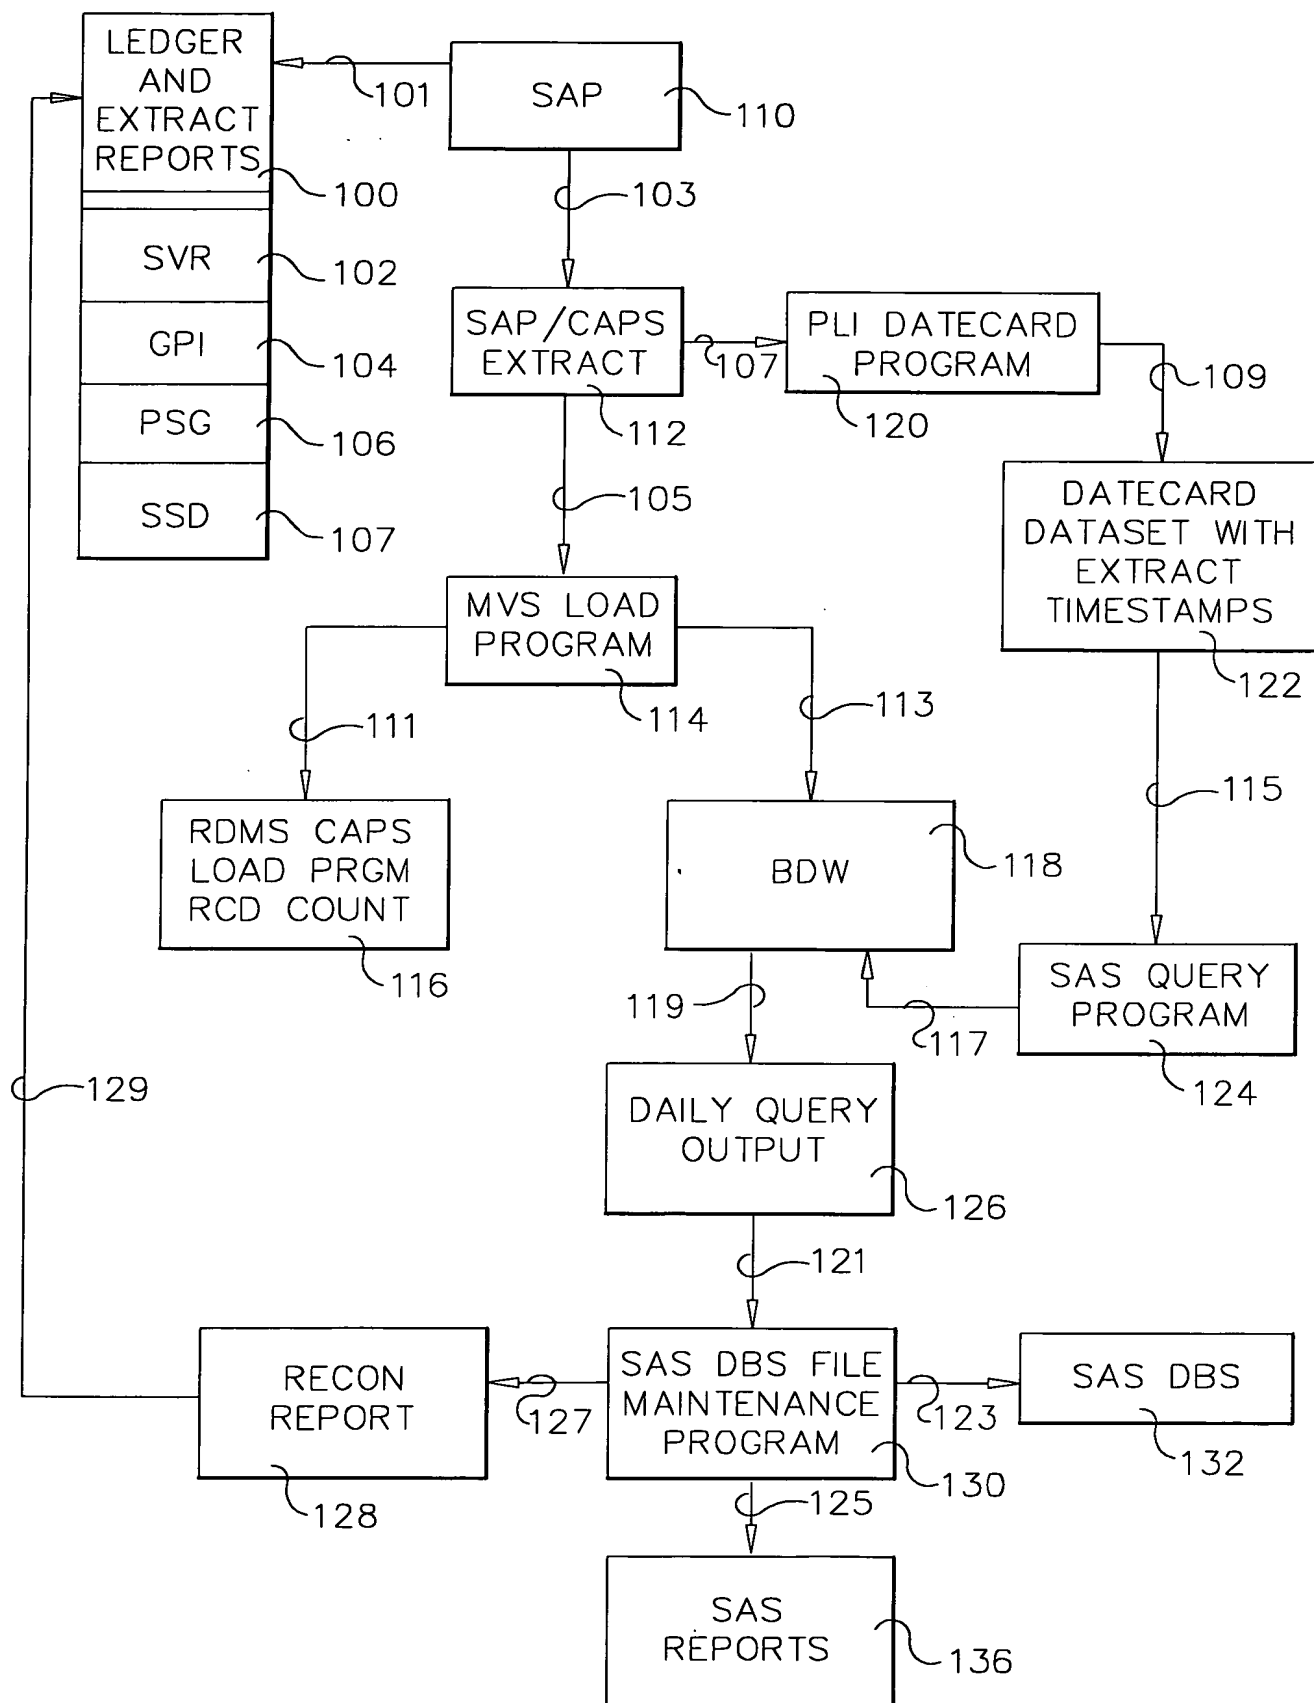 LEDGER
AND
EXTRACT
REPORTS
100
101
SAP
110
103
SVR
102
GPI
104
PSG
106
SSD
107
SAP/CAPS
EXTRACT
112
107
PLI DATECARD
PROGRAM
120
109
105
DATECARD
DATASET WITH
EXTRACT
TIMESTAMPS
122
MVS LOAD
PROGRAM
114
111
113
115
RDMS CAPS
LOAD PRGM
RCD COUNT
116
BDW
118
119
117
SAS QUERY
PROGRAM
124
129
DAILY QUERY
OUTPUT
126
121
RECON
REPORT
128
127
SAS DBS FILE
MAINTENANCE
PROGRAM
130
123
SAS DBS
132
125
SAS
REPORTS
136